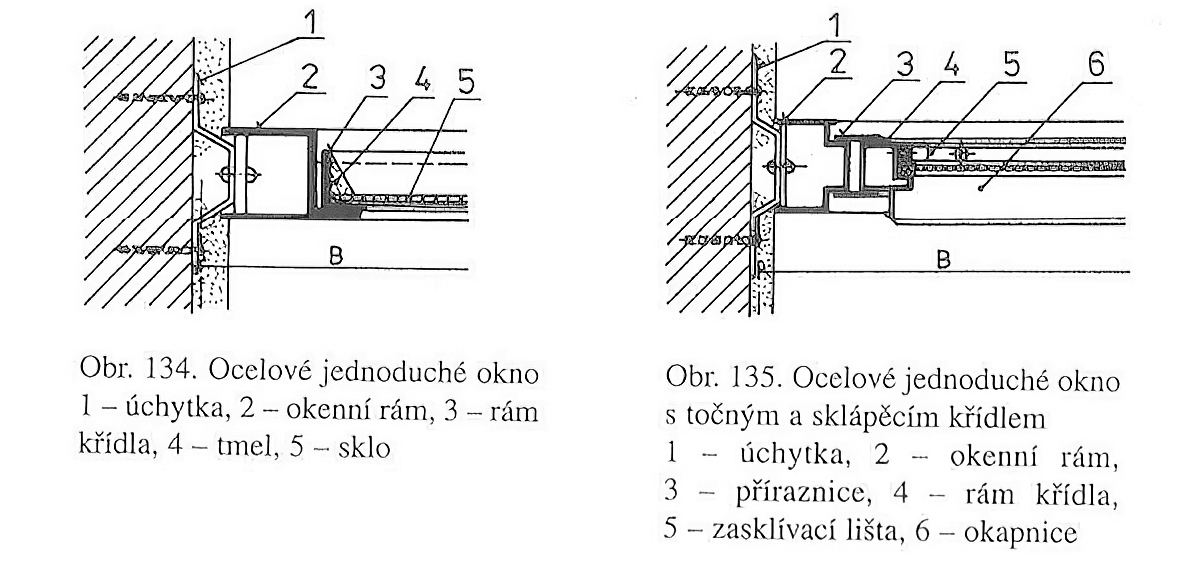 1
2
3
4
5
B
Obr. 134. Ocelové jednoduché okno
1 – úchytka, 2 – okenní rám, 3 – rám
křídla, 4 – tmel, 5 – sklo
1
2
3
4
5
6
B
Obr. 135. Ocelové jednoduché okno
s točným a sklápěcím křídlem
1 – úchytka, 2 – okenní rám,
3 – příraznice, 4 – rám křídla,
5 – zasklívací lišta, 6 – okapnice